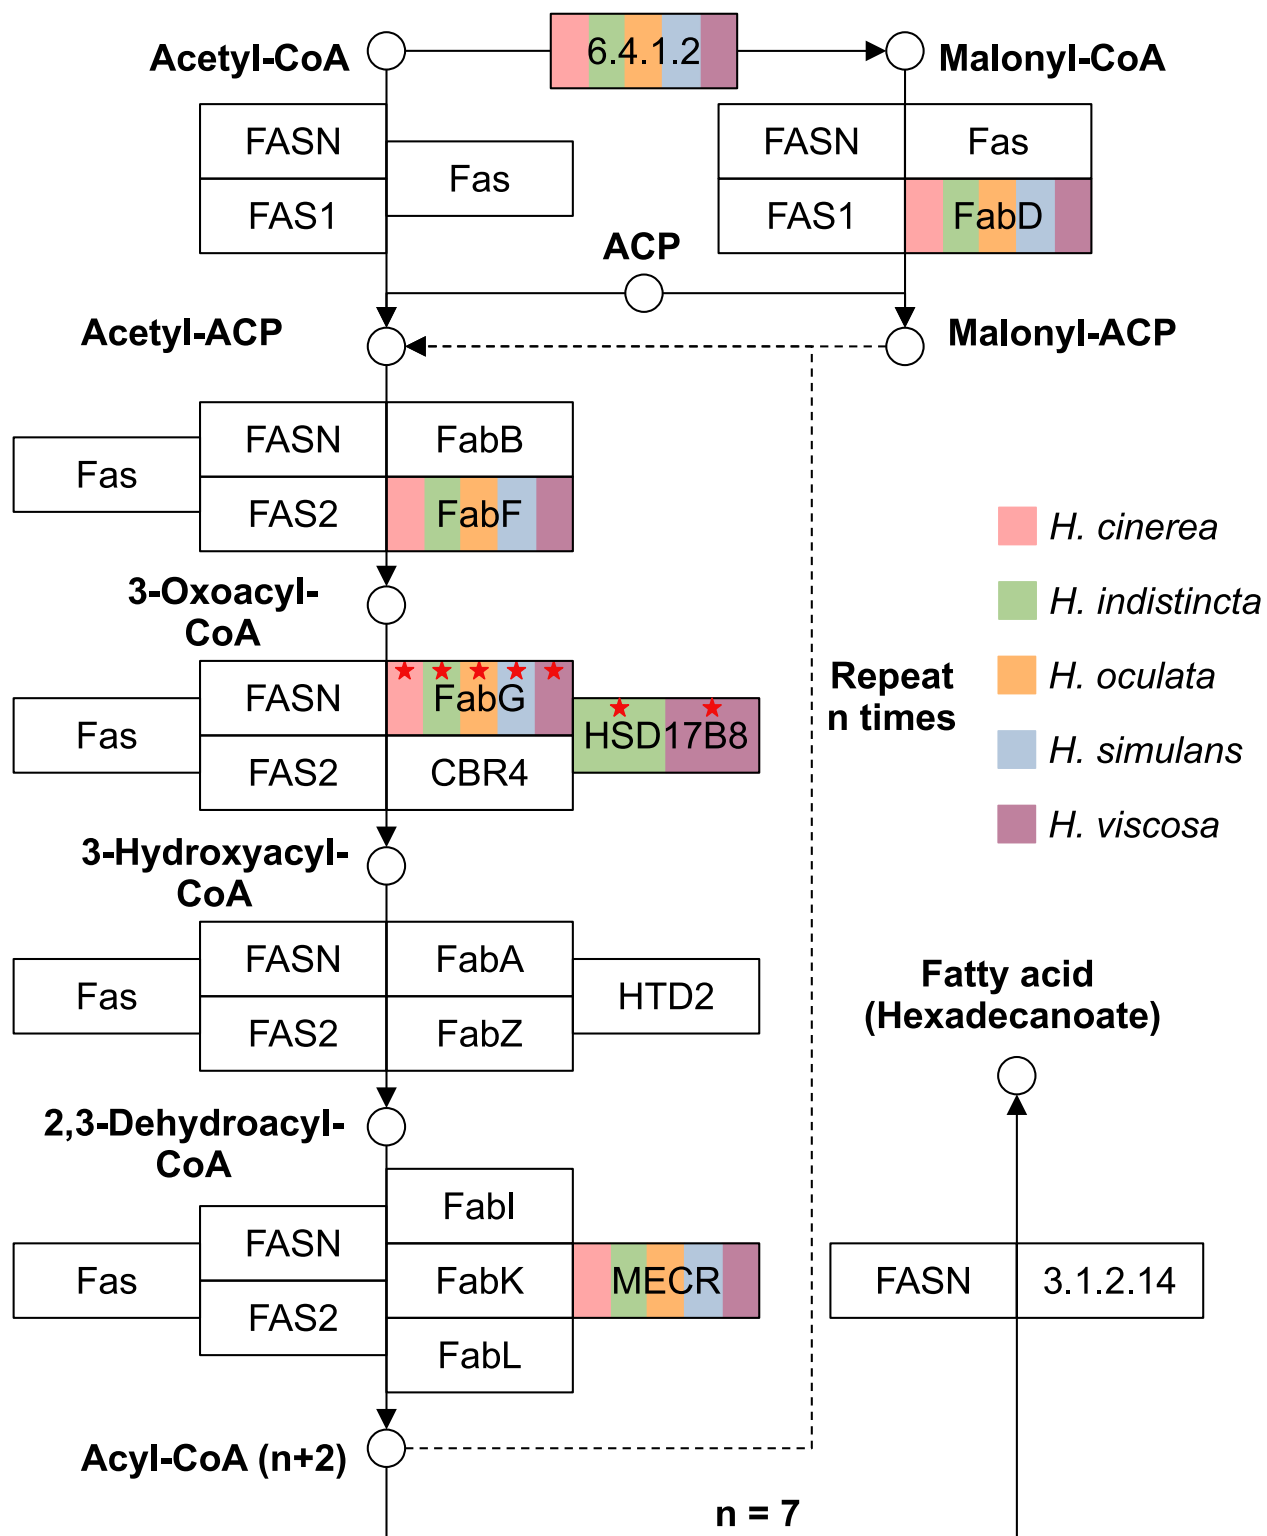 Acetyl-CoA
6.4.1.2
Malonyl-CoA
FASN
Fas
FAS1
FASN
Fas
FAS1
FabD
ACP
Acetyl-ACP
Malonyl-ACP
Fas
FASN
FabB
FAS2
FabF
3-Oxoacyl-
CoA
Fas
FASN
FabG
HSD17B8
FAS2
CBR4
H. cinerea
H. indistincta
H. oculata
H. simulans
H. viscosa
Repeat
n times
3-Hydroxyacyl-
CoA
Fas
FASN
FabA
HTD2
FAS2
FabZ
Fatty acid
(Hexadecanoate)
2,3-Dehydroacyl-
CoA
Fas
FASN
FabI
FAS2
FabK
MECR
FabL
FASN
3.1.2.14
Acyl-CoA (n+2)
n = 7